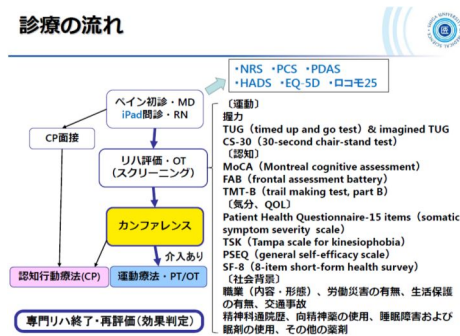 診療の流れ
・NRS ・PCS ・PDAS
・HADS ・EQ-5D ・ロコモ25
ペイン初診・MD
iPad問診・RN
CP面接
リハ評価・OT
(スクリーニング)
カンファレンス
介入あり
認知行動療法(CP)
運動療法・PT/OT
専門リハ終了・再評価(効果判定)
〔運動〕
握力
TUG（timed up and go test）& imagined TUG
CS-30（30-second chair-stand test）
〔認知〕
MoCA（Montreal cognitive assessment）
FAB（frontal assessment battery）
TMT-B（trail making test, part B）
〔気分、QOL〕
Patient Health Questionnaire-15 items（somatic
symptom severity scale）
TSK（Tampa scale for kinesiophobia）
PSEQ（general self-efficacy scale）
SF-8（8-item short-form health survey）
〔社会背景〕
職業（内容・形態）、労働災害の有無、生活保護
の有無、交通事故
精神科通院歴、向精神薬の使用、睡眠障害および
眠剤の使用、その他の薬剤